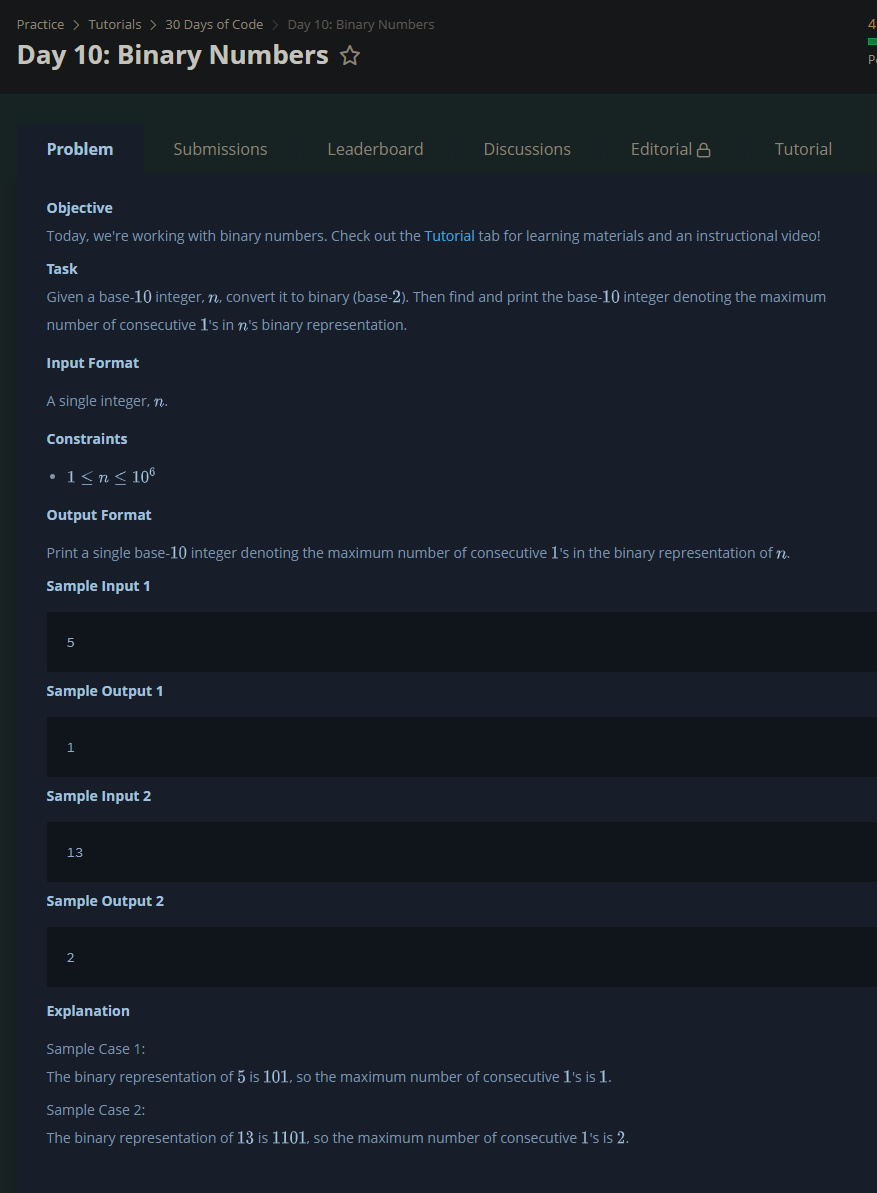 Practice > Tutorials > 30 Days of Code > Day 10: Binary Numbers
4
Day 10: Binary Numbers
Problem Submissions Leaderboard Discussions Editorial Tutorial
Objective
Today, we're working with binary numbers. Check out the Tutorial tab for learning materials and an instructional video!
Task
Given a base-10 integer, n, convert it to binary (base-2). Then find and print the base-10 integer denoting the maximum
number of consecutive 1's in n's binary representation.
Input Format
A single integer, n.
Constraints
• 1 ≤ n ≤ 10⁶
Output Format
Print a single base-10 integer denoting the maximum number of consecutive 1's in the binary representation of n.
Sample Input 1
5
Sample Output 1
1
Sample Input 2
13
Sample Output 2
2
Explanation
Sample Case 1:
The binary representation of 5 is 101, so the maximum number of consecutive 1's is 1.
Sample Case 2:
The binary representation of 13 is 1101, so the maximum number of consecutive 1's is 2.